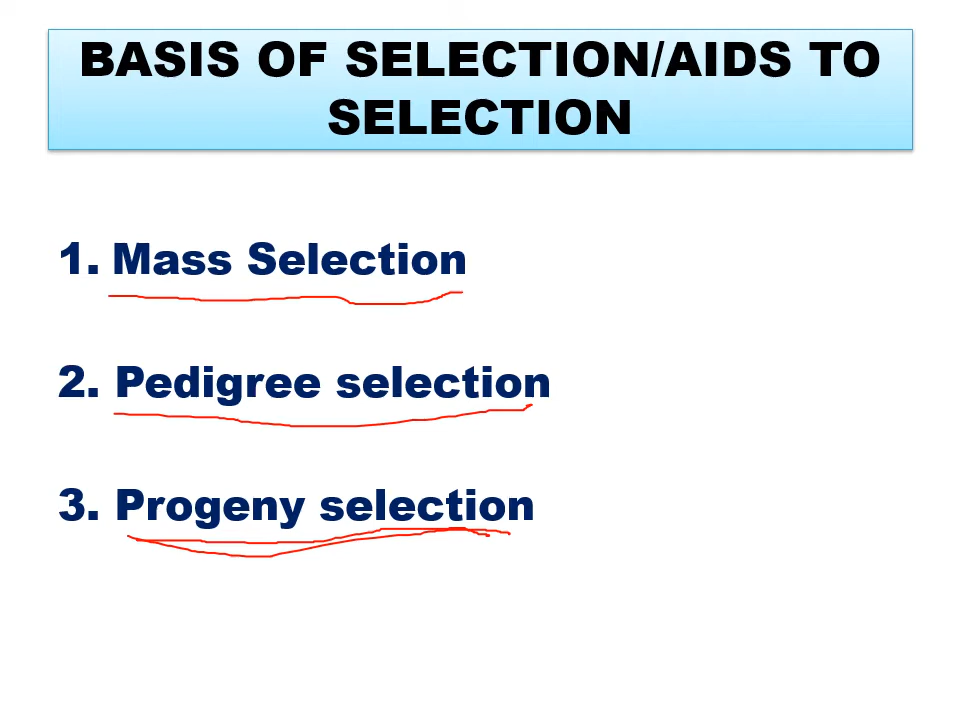 BASIS OF SELECTION/AIDS TO
SELECTION
1. Mass Selection
2. Pedigree selection
3. Progeny selection